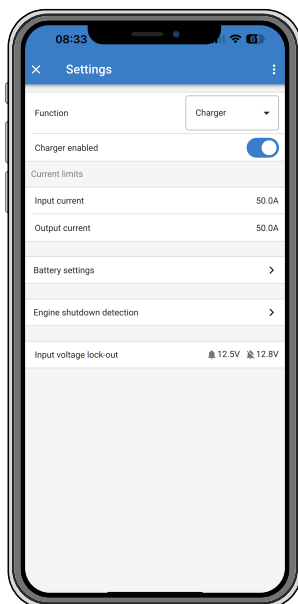 08:33 61
× Settings
Function Charger
Charger enabled
Current limits
Input current 50.0A
Output current 50.0A
Battery settings
Engine shutdown detection
Input voltage lock-out 12.5V 12.8V